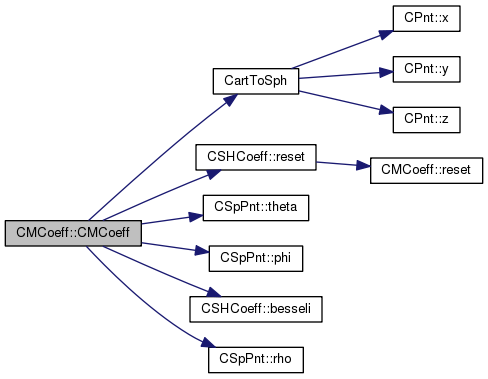 CPnt::x
CartToSph
CPnt::y
CPnt::z
CSHCoeff::reset
CMCoeff::reset
CMCoeff::CMCoeff
CSpPnt::theta
CSpPnt::phi
CSHCoeff::besseli
CSpPnt::rho